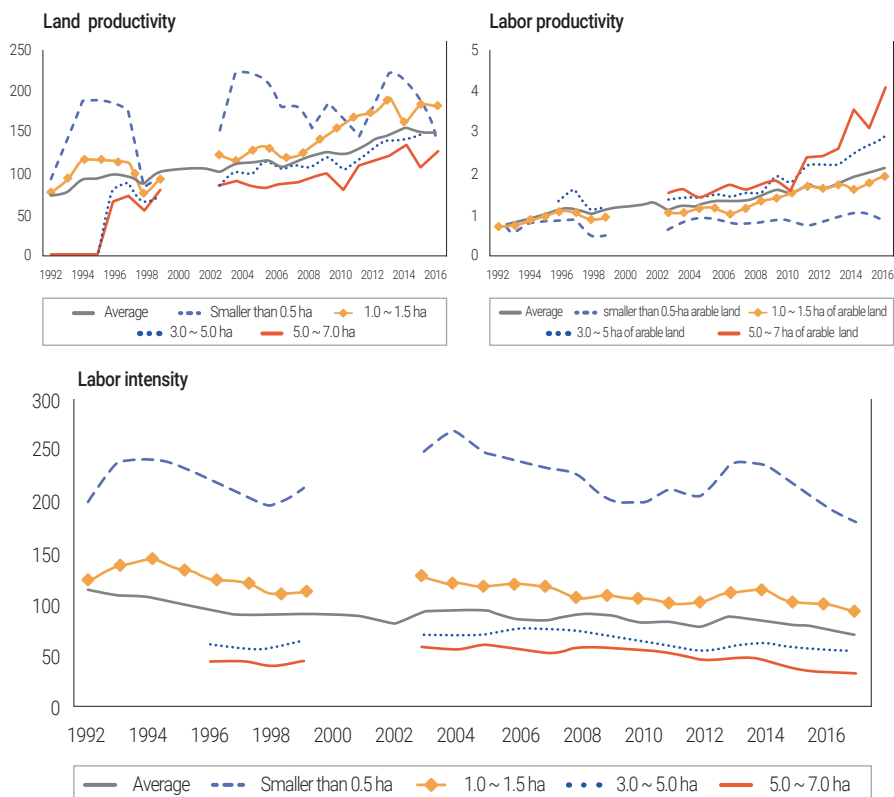 Land productivity
250
200
150
100
50
0
1992 1994 1996 1998 2000 2002 2004 2006 2008 2010 2012 2014 2016
Average Smaller than 0.5 ha 1.0 ~ 1.5 ha
3.0 ~ 5.0 ha 5.0 ~ 7.0 ha
Labor productivity
5
4
3
2
1
0
1992 1994 1996 1998 2000 2002 2004 2006 2008 2010 2012 2014 2016
Average smaller than 0.5-ha arable land 1.0 ~ 1.5 ha of arable land
3.0 ~ 5 ha of arable land 5.0 ~ 7 ha of arable land
Labor intensity
300
250
200
150
100
50
0
1992 1994 1996 1998 2000 2002 2004 2006 2008 2010 2012 2014 2016
Average Smaller than 0.5 ha 1.0 ~ 1.5 ha 3.0 ~ 5.0 ha 5.0 ~ 7.0 ha